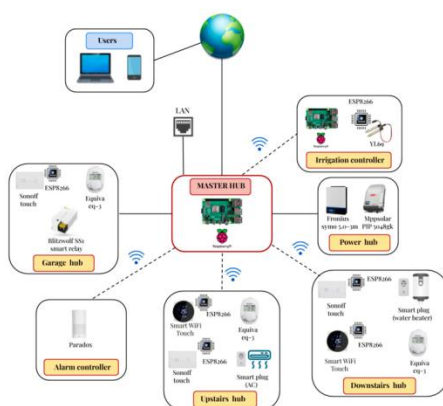 Users
LAN
ESP8266
YL69
Irrigation controller
MASTER HUB
RaspberryPi
ESP8266
Sonoff
touch
Equiva
eq-3
Blitzwolf SS1
smart relay
Garage hub
Fronius
symo 5.0-3m
Mppsolar
PIP 5048gk
Power hub
Paradox
Alarm controller
Smart WiFi
Touch
ESP8266
Equiva
eq-3
Sonoff
touch
ESP8266
Smart plug
(AC)
Upstairs hub
ESP8266
Sonoff
touch
Smart plug
(water heater)
Smart WiFi
Touch
ESP8266
Equiva
eq-3
Downstairs hub